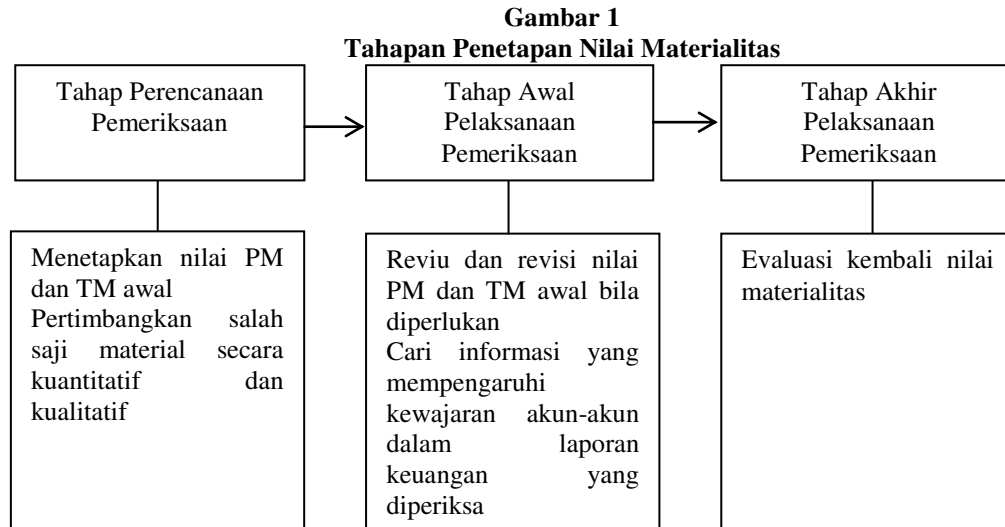 Gambar 1
Tahapan Penetapan Nilai Materialitas
Tahap Perencanaan
Pemeriksaan
Tahap Awal
Pelaksanaan
Pemeriksaan
Tahap Akhir
Pelaksanaan
Pemeriksaan
Menetapkan nilai PM
dan TM awal
Pertimbangkan salah
saji material secara
kuantitatif dan
kualitatif
Reviu dan revisi nilai
PM dan TM awal bila
diperlukan
Cari informasi yang
mempengaruhi
kewajaran akun-akun
dalam laporan
keuangan yang
diperiksa
Evaluasi kembali nilai
materialitas